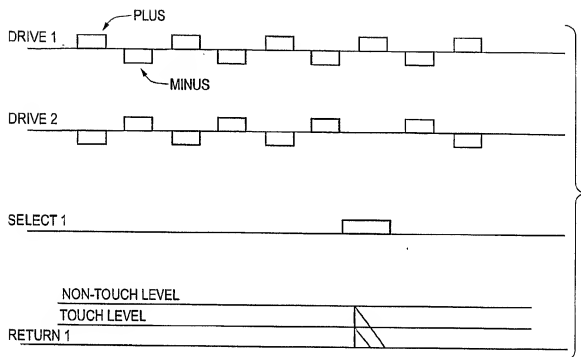 PLUS
DRIVE 1
MINUS
DRIVE 2
SELECT 1
NON-TOUCH LEVEL
TOUCH LEVEL
RETURN 1